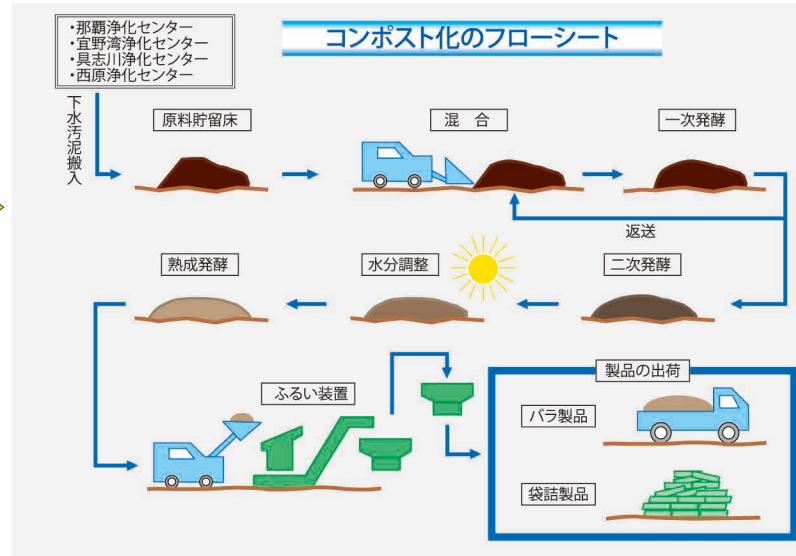 ・那覇浄化センター
・宜野湾浄化センター
・具志川浄化センター
・西原浄化センター
コンポスト化のフローシート
下水汚泥搬入
原料貯留床
混 合
一次発酵
返送
熟成発酵
水分調整
二次発酵
ふるい装置
製品の出荷
バラ製品
袋詰製品